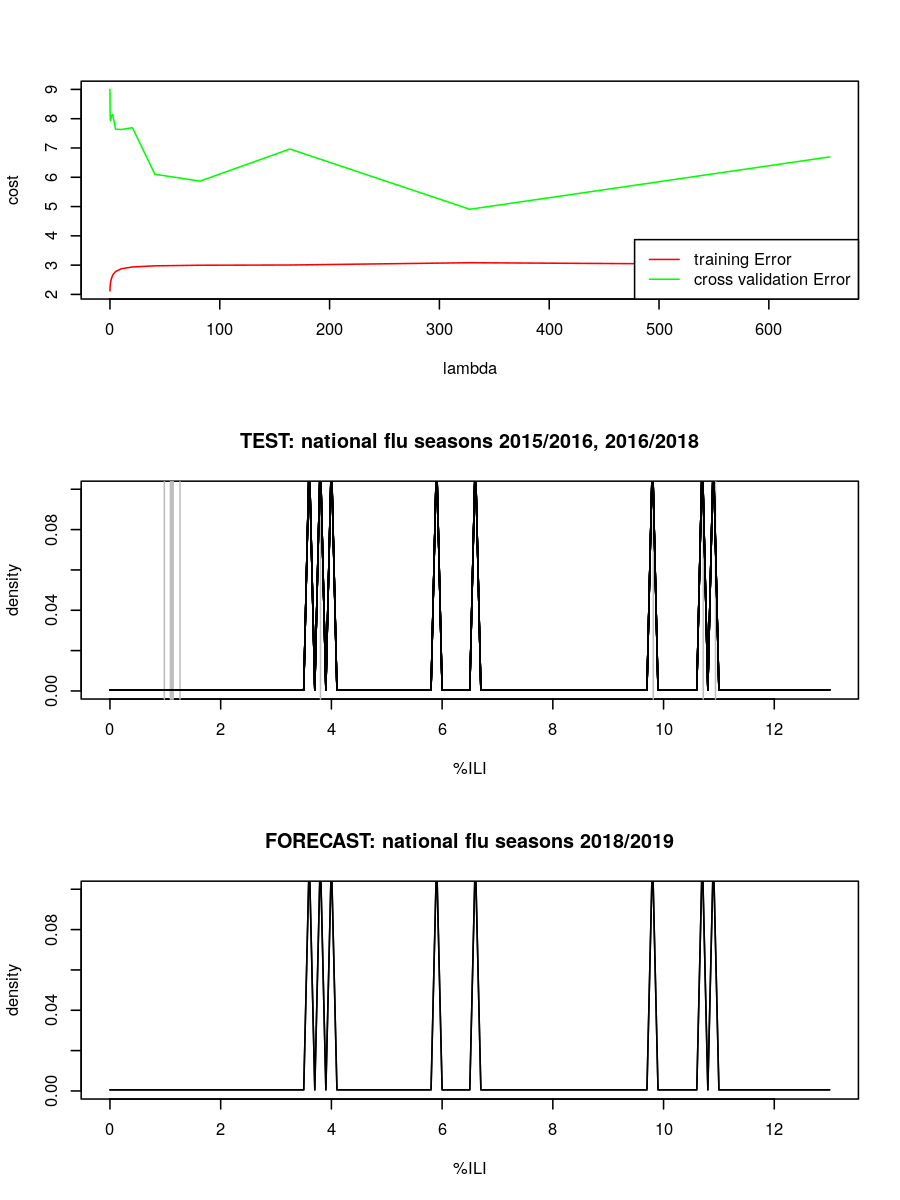 9
8
7
6
5
4
3
2
cost
training Error
cross validation Error
0 100 200 300 400 500 600
lambda
TEST: national flu seasons 2015/2016, 2016/2018
0.08
0.04
0.00
density
0 2 4 6 8 10 12
%ILI
FORECAST: national flu seasons 2018/2019
0.08
0.04
0.00
density
0 2 4 6 8 10 12
%ILI